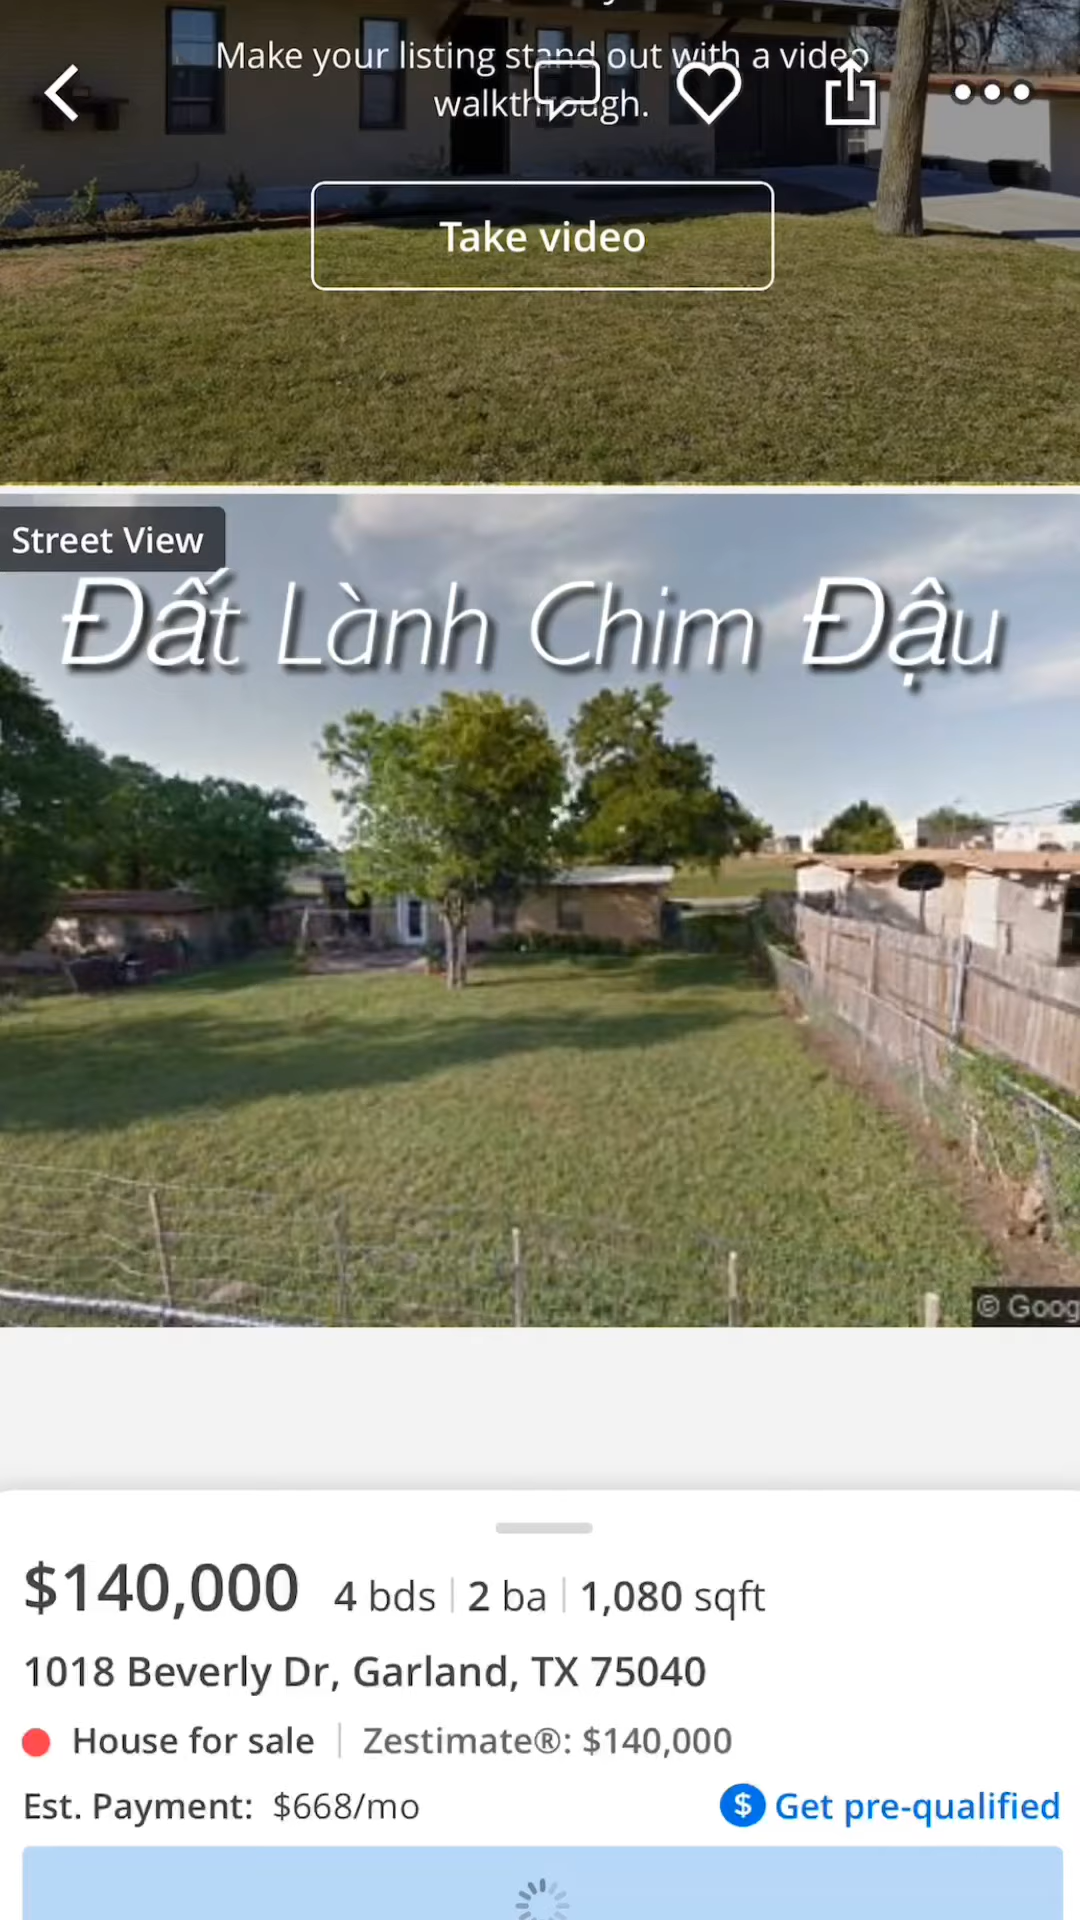 Make your listing stand out with a video
walkthrough.
Take video
Street View
Đất Lành Chim Đậu
© Goog
$140,000 4 bds 2 ba 1,080 sqft
1018 Beverly Dr, Garland, TX 75040
House for sale Zestimate®: $140,000
Est. Payment: $668/mo
$ Get pre-qualified